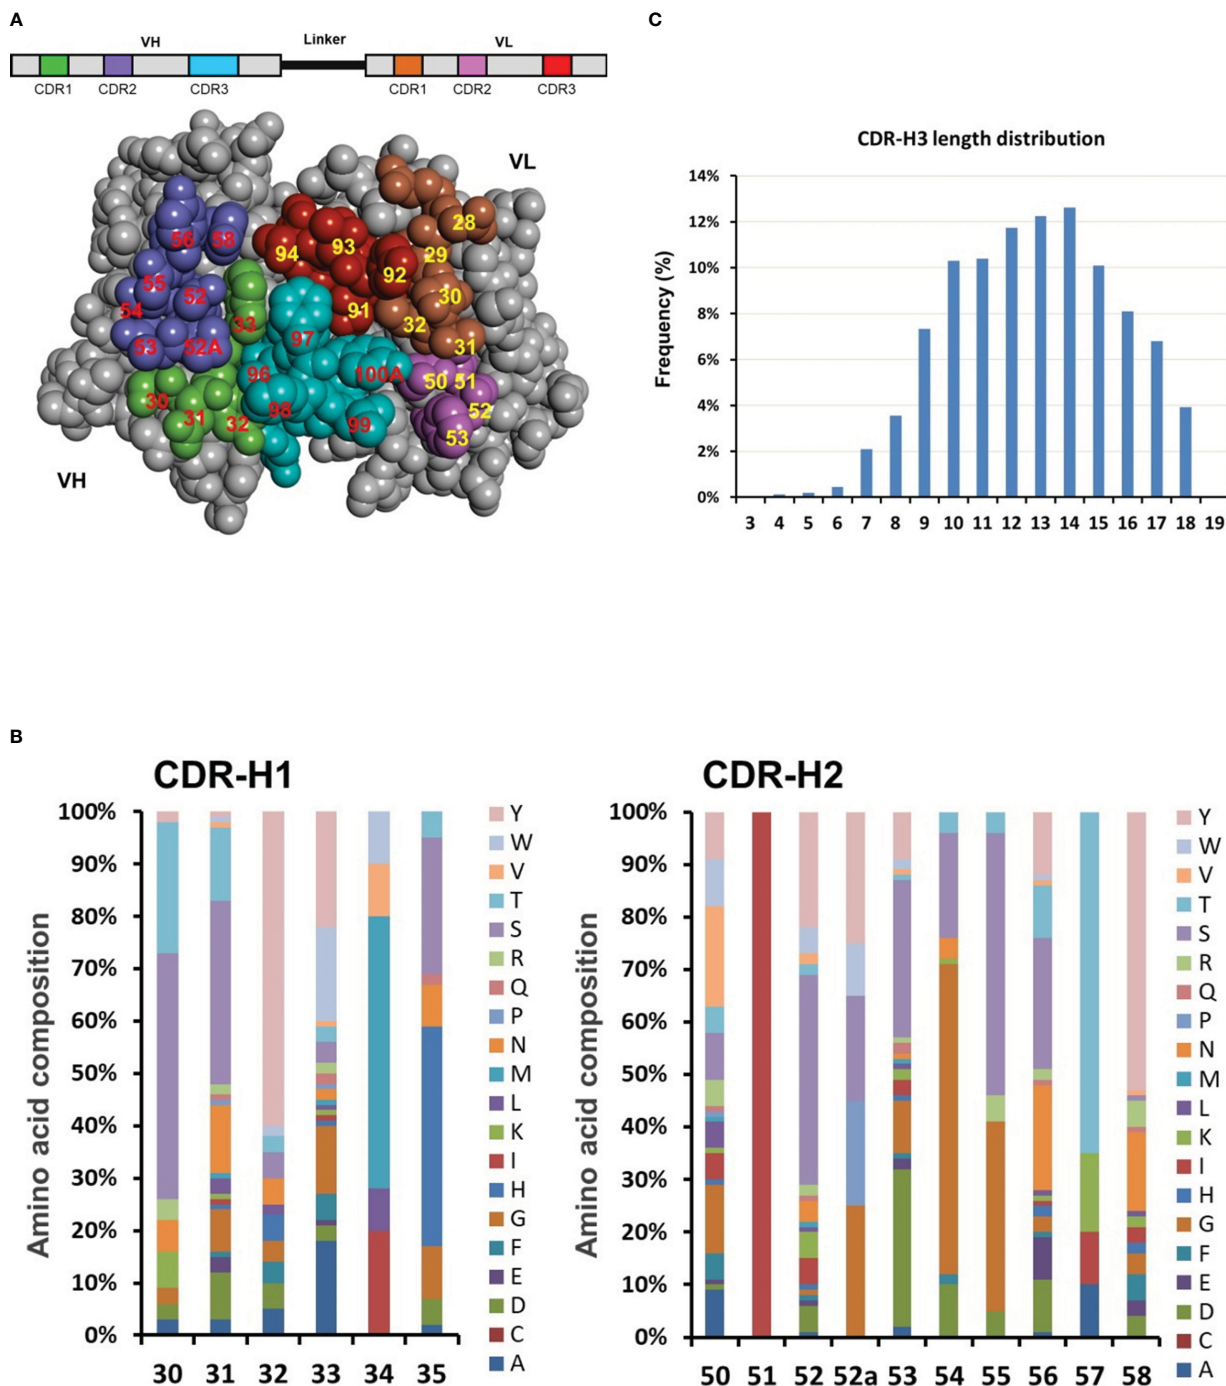 A
VH
Linker
VL
CDR1
CDR2
CDR3
CDR1
CDR2
CDR3
VL
56
58
94
93
92
28
29
55
52
54
33
91
30
32
97
31
53
52A
96
100A
50
51
30
31
32
98
99
52
53
VH
C
CDR-H3 length distribution
Frequency (%)
14%
12%
10%
8%
6%
4%
2%
0%
3 4 5 6 7 8 9 10 11 12 13 14 15 16 17 18 19
B
CDR-H1
Amino acid composition
100%
90%
80%
70%
60%
50%
40%
30%
20%
10%
0%
30 31 32 33 34 35
Y
W
V
T
S
R
Q
P
N
M
L
K
I
H
G
F
E
D
C
A
CDR-H2
Amino acid composition
100%
90%
80%
70%
60%
50%
40%
30%
20%
10%
0%
50 51 52 52a 53 54 55 56 57 58
Y
W
V
T
S
R
Q
P
N
M
L
K
I
H
G
F
E
D
C
A